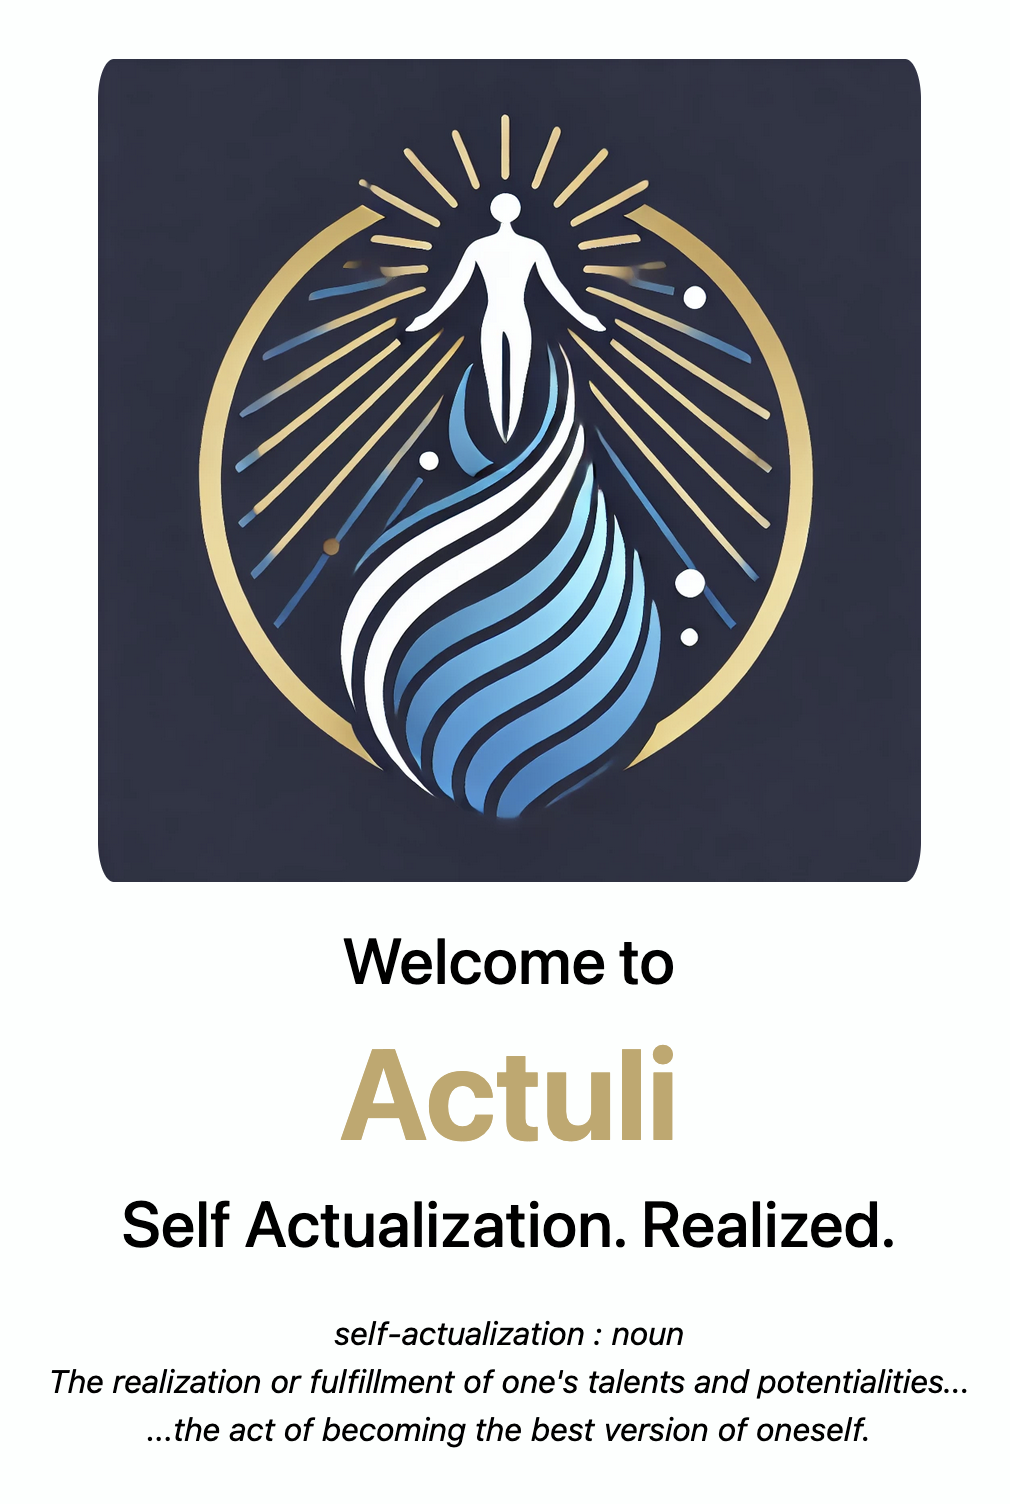 Welcome to
Actuli
Self Actualization. Realized.
self-actualization : noun
The realization or fulfillment of one's talents and potentialities...
...the act of becoming the best version of oneself.